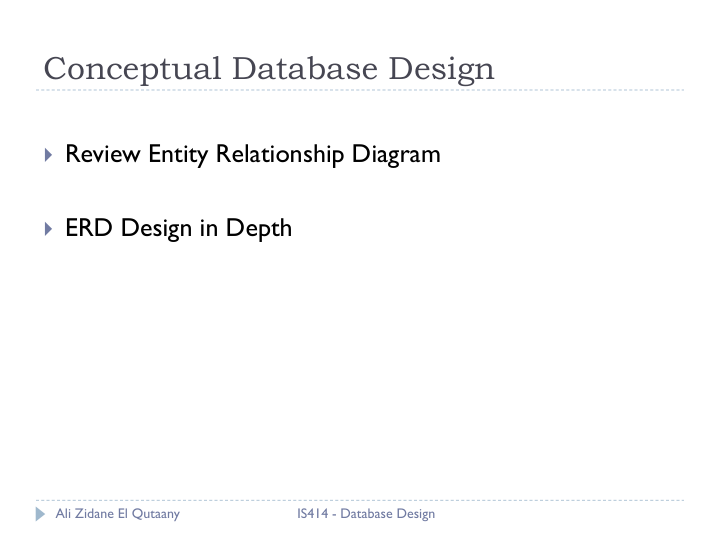 Conceptual Database Design
Review Entity Relationship Diagram
ERD Design in Depth
Ali Zidane El Qutaany
IS414 - Database Design